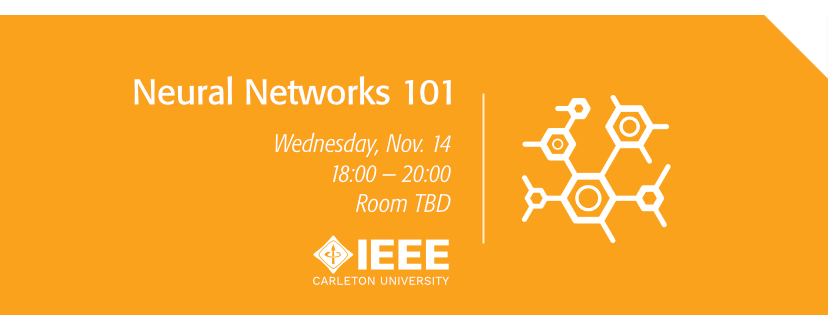 Neural Networks 101
Wednesday, Nov. 14
18:00 – 20:00
Room TBD
IEEE
CARLETON UNIVERSITY